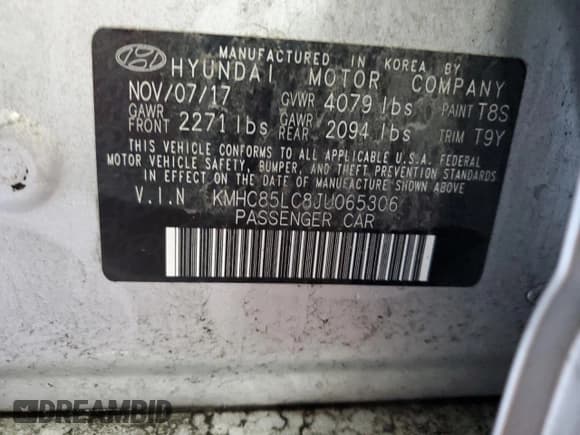 MANUFACTURED IN KOREA BY
HYUNDAI MOTOR COMPANY
NOV/07/17 GVWR 4079 lbs PAINT T8S
GAWR FRONT 2271 lbs GAWR REAR 2094 lbs TRIM T9Y
THIS VEHICLE CONFORMS TO ALL APPLICABLE U.S.A. FEDERAL
MOTOR VEHICLE SAFETY, BUMPER, AND THEFT PREVENTION STANDARDS
IN EFFECT ON THE DATE OF MANUFACTURE SHOWN ABOVE
V.I.N KMHC85LC8JU065306
PASSENGER CAR
DREAMBID